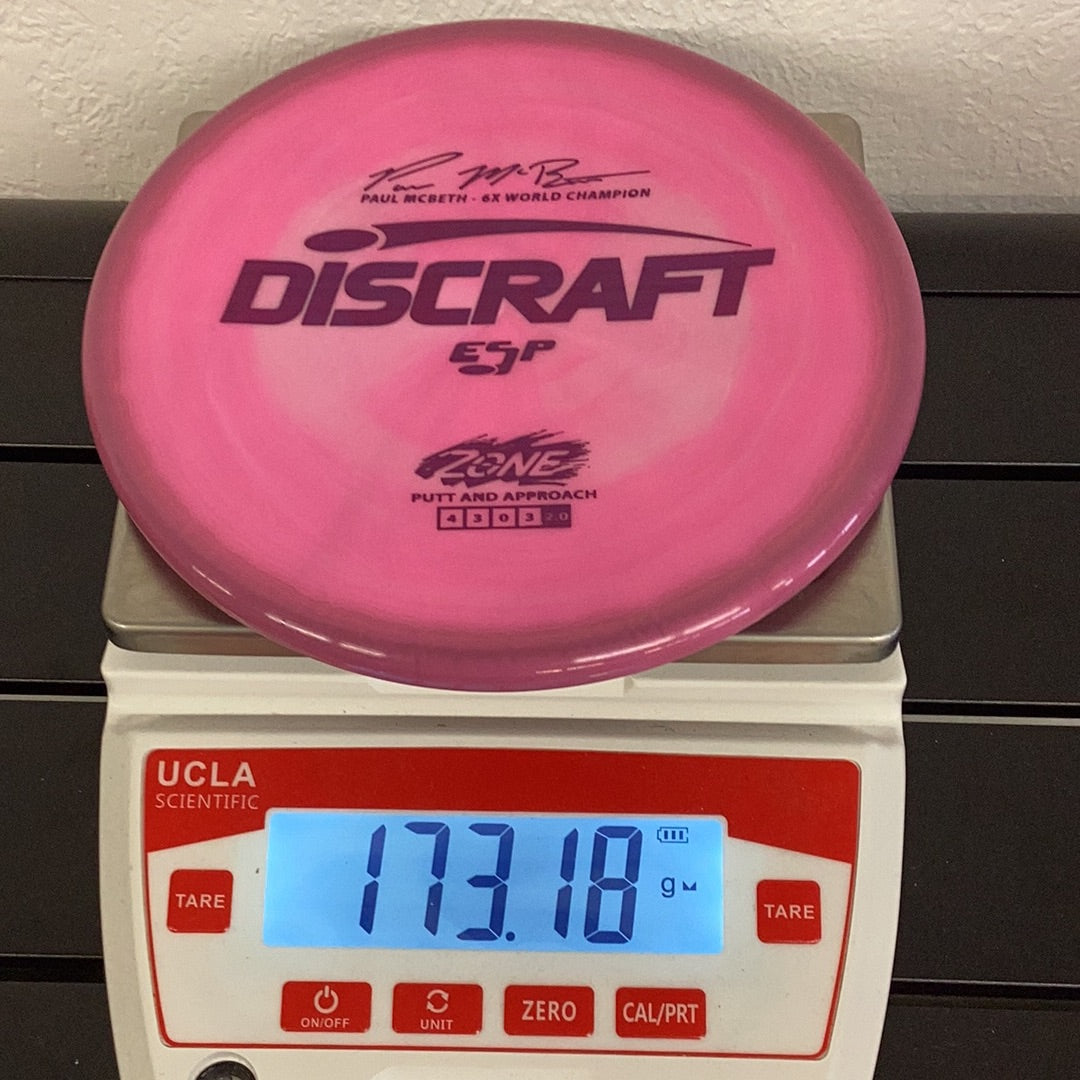 PAUL MCBETH - 6X WORLD CHAMPION
DISCRAFT
ESP
ZONE
PUTT AND APPROACH
4 3 0 3 2.0
UCLA
SCIENTIFIC
173.18
g
TARE
TARE
ON/OFF
UNIT
ZERO
CAL/PRT